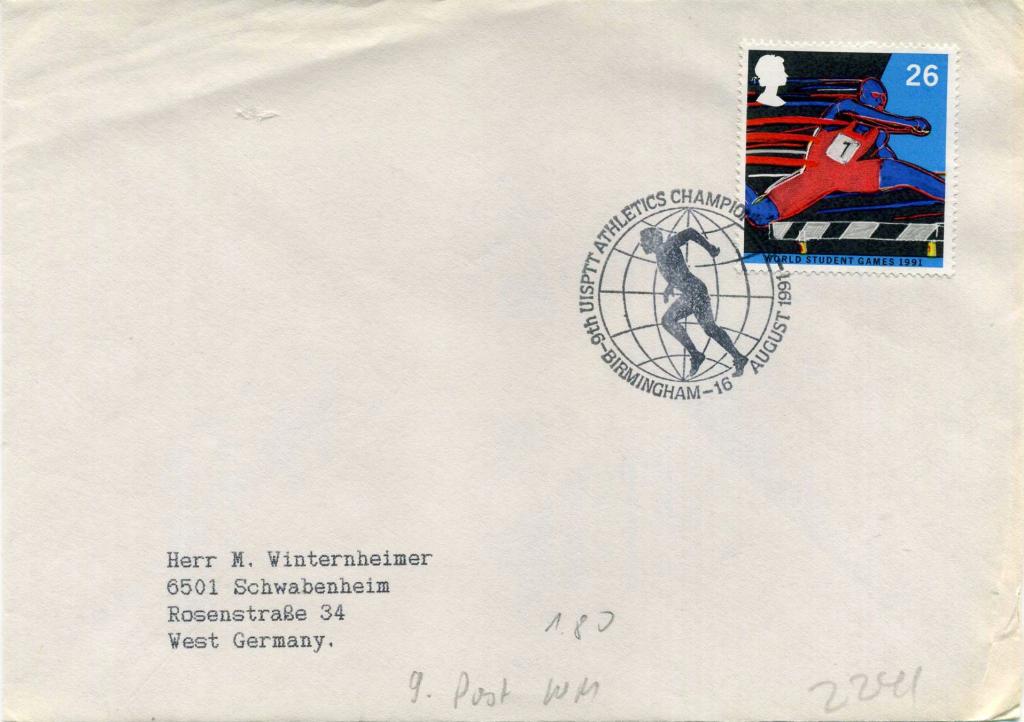 26
7
WORLD STUDENT GAMES 1991
9th UISPTT ATHLETICS CHAMPIO
-BIRMINGHAM-16 AUGUST 1991-
Herr M. Winternheimer
6501 Schwabenheim
Rosenstraße 34
West Germany.
1.80
9. Post WM